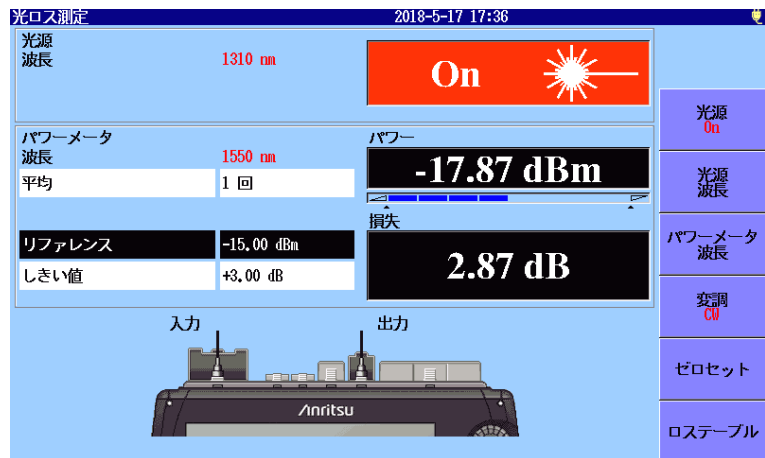 光ロス測定 2018-5-17 17:36
光源
波長 1310 nm
On
パワーメータ
波長 1550 nm
平均 1 回
パワー
-17.87 dBm
リファレンス -15.00 dBm
しきい値 +3.00 dB
損失
2.87 dB
入力 出力
Anritsu
光源
On
光源
波長
パワーメータ
波長
変調
CW
ゼロセット
ロステーブル